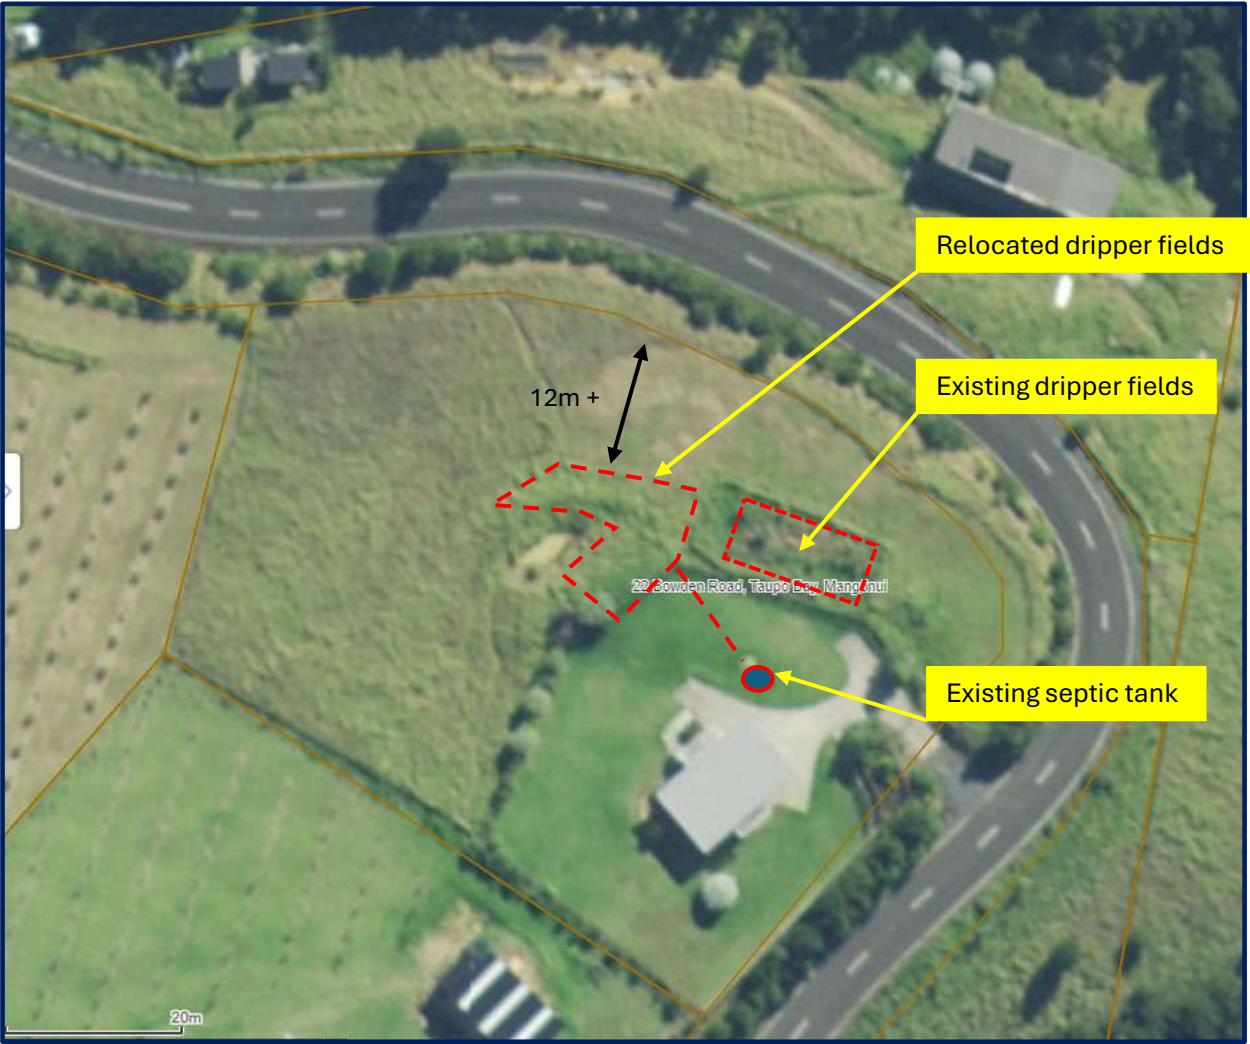 Relocated dripper fields
Existing dripper fields
12m +
22 Bowden Road, Taupo Bay, Mangonui
Existing septic tank
20m